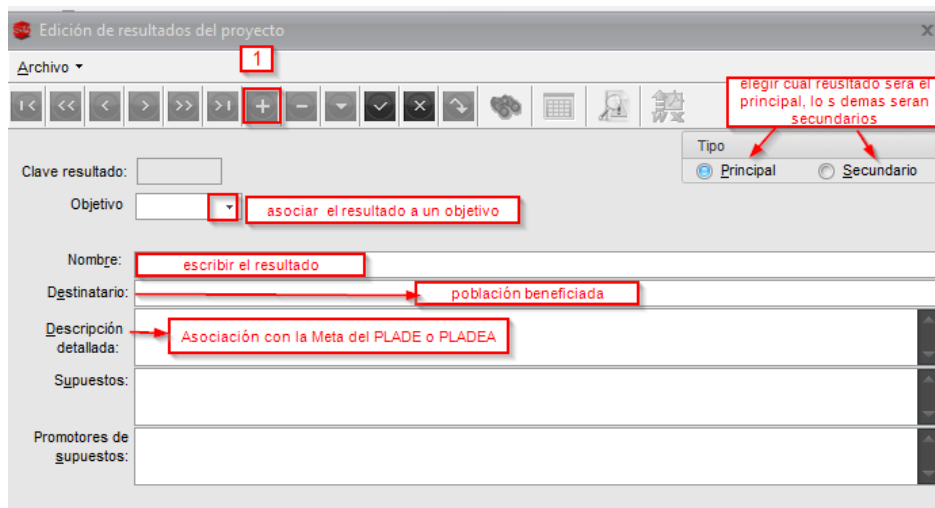 Edición de resultados del proyecto
1
Archivo
elegir cual reusltado sera el
principal, lo s demas seran
secundarios
Tipo
Principal
Secundario
Clave resultado:
Objetivo
asociar el resultado a un objetivo
Nombre:
escribir el resultado
Destinatario:
población beneficiada
Descripción
detallada:
Asociación con la Meta del PLADE o PLADEA
Supuestos:
Promotores de
supuestos: